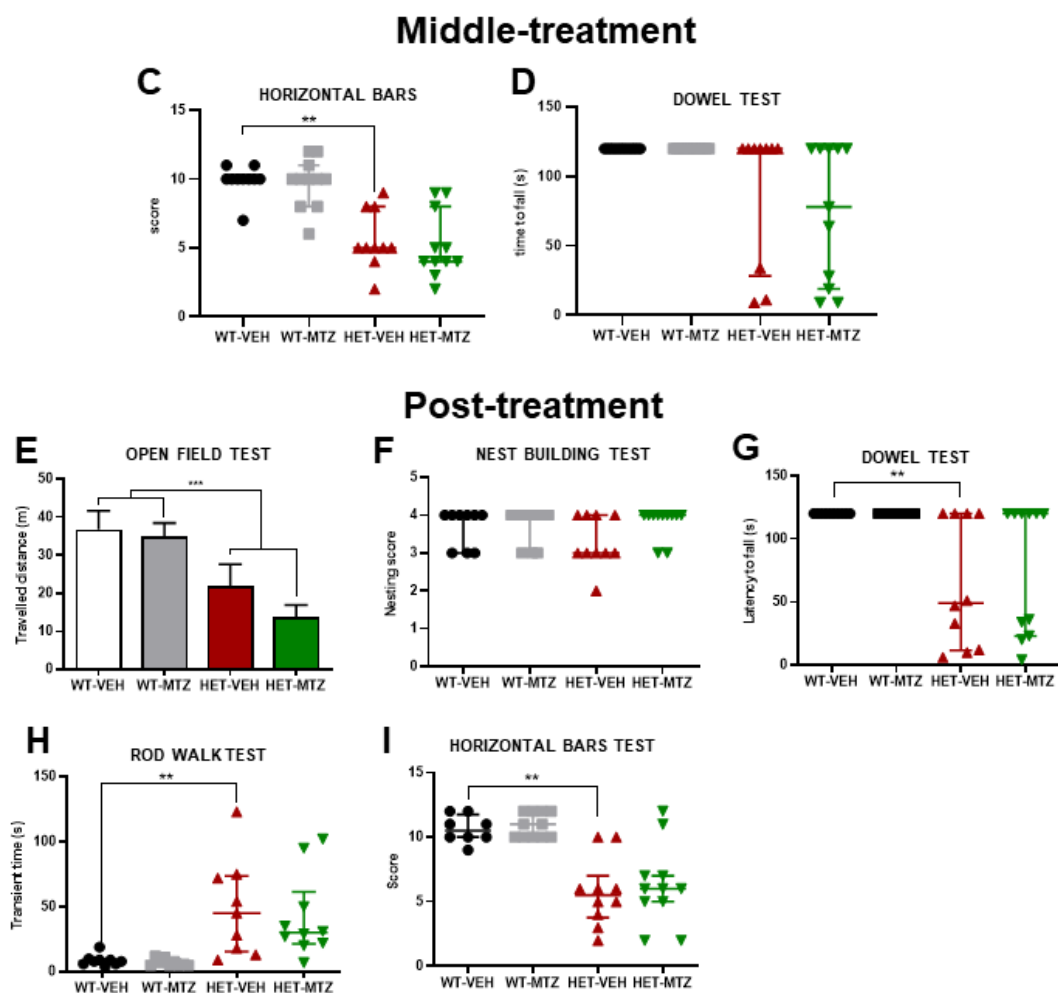 Middle-treatment
C
HORIZONTAL BARS
**
15
10
5
0
score
WT-VEH WT-MTZ HET-VEH HET-MTZ
D
DOWEL TEST
150
100
50
0
time to fall (s)
WT-VEH WT-MTZ HET-VEH HET-MTZ
Post-treatment
E
OPEN FIELD TEST
***
50
40
30
20
10
0
Travelled distance (m)
WT-VEH WT-MTZ HET-VEH HET-MTZ
F
NEST BUILDING TEST
5
4
3
2
1
0
Nesting score
WT-VEH WT-MTZ HET-VEH HET-MTZ
G
DOWEL TEST
**
150
100
50
0
Latency to fall (s)
WT-VEH WT-MTZ HET-VEH HET-MTZ
H
ROD WALK TEST
**
150
100
50
0
Transient time (s)
WT-VEH WT-MTZ HET-VEH HET-MTZ
I
HORIZONTAL BARS TEST
**
15
10
5
0
Score
WT-VEH WT-MTZ HET-VEH HET-MTZ